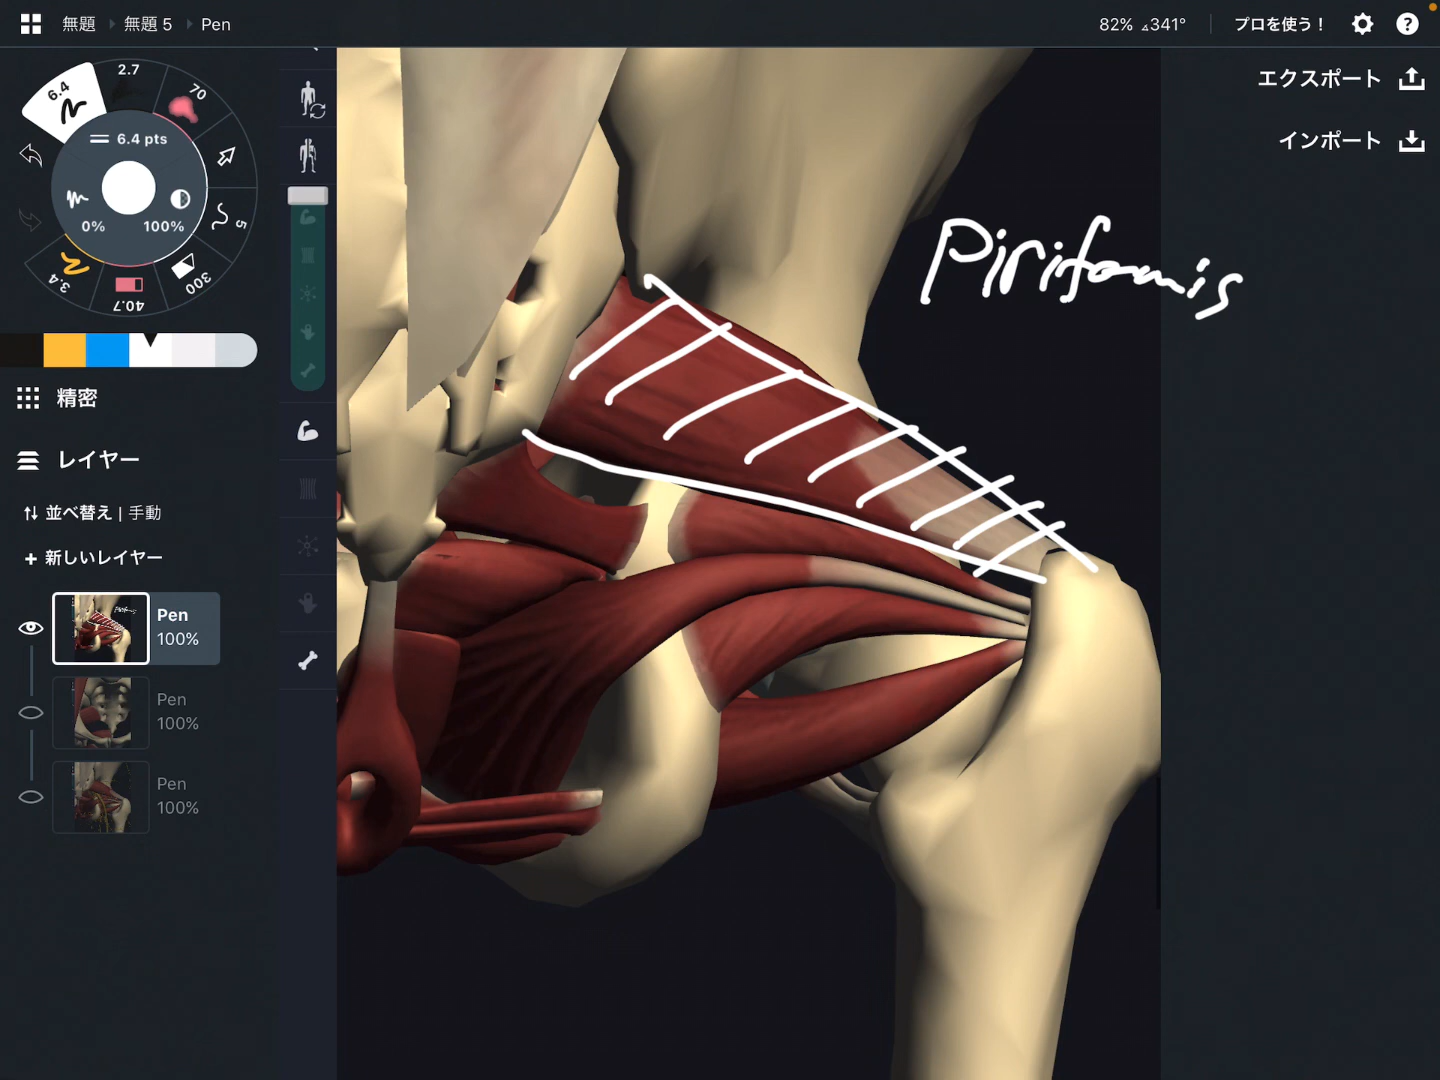 無題 無題 5 Pen
82% ⊿341° プロを使う！
エクスポート
インポート
2.7
6.4
70
6.4 pts
5
0% 100%
3.4
300
40.7
精密
レイヤー
並べ替え | 手動
+ 新しいレイヤー
Pen
100%
Pen
100%
Pen
100%
Piriformis